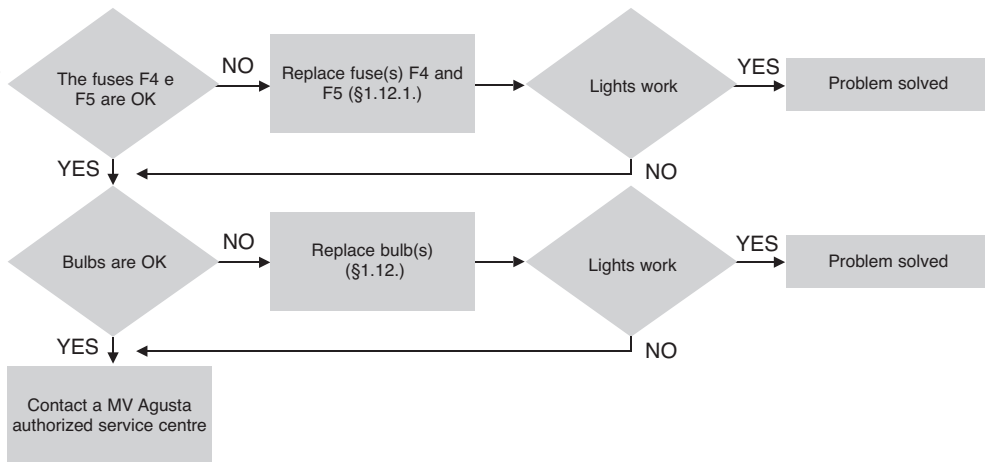 The fuses F4 e
F5 are OK
NO
Replace fuse(s) F4 and
F5 (§1.12.1.)
Lights work
YES
Problem solved
YES
NO
Bulbs are OK
NO
Replace bulb(s)
(§1.12.)
Lights work
YES
Problem solved
YES
NO
Contact a MV Agusta
authorized service centre